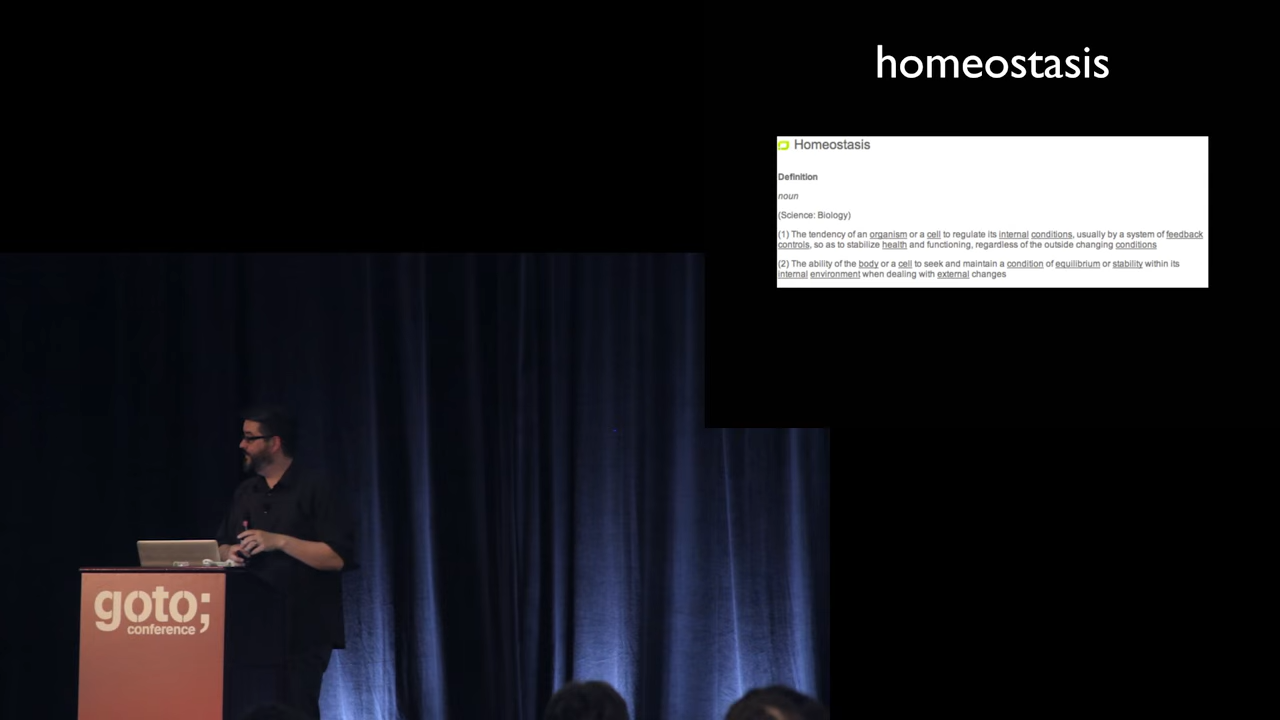 homeostasis
Homeostasis
Definition
noun
(Science: Biology)
(1) The tendency of an organism or a cell to regulate its internal conditions, usually by a system of feedback
controls, so as to stabilize health and functioning, regardless of the outside changing conditions
(2) The ability of the body or a cell to seek and maintain a condition of equilibrium or stability within its
internal environment when dealing with external changes
goto;
conference